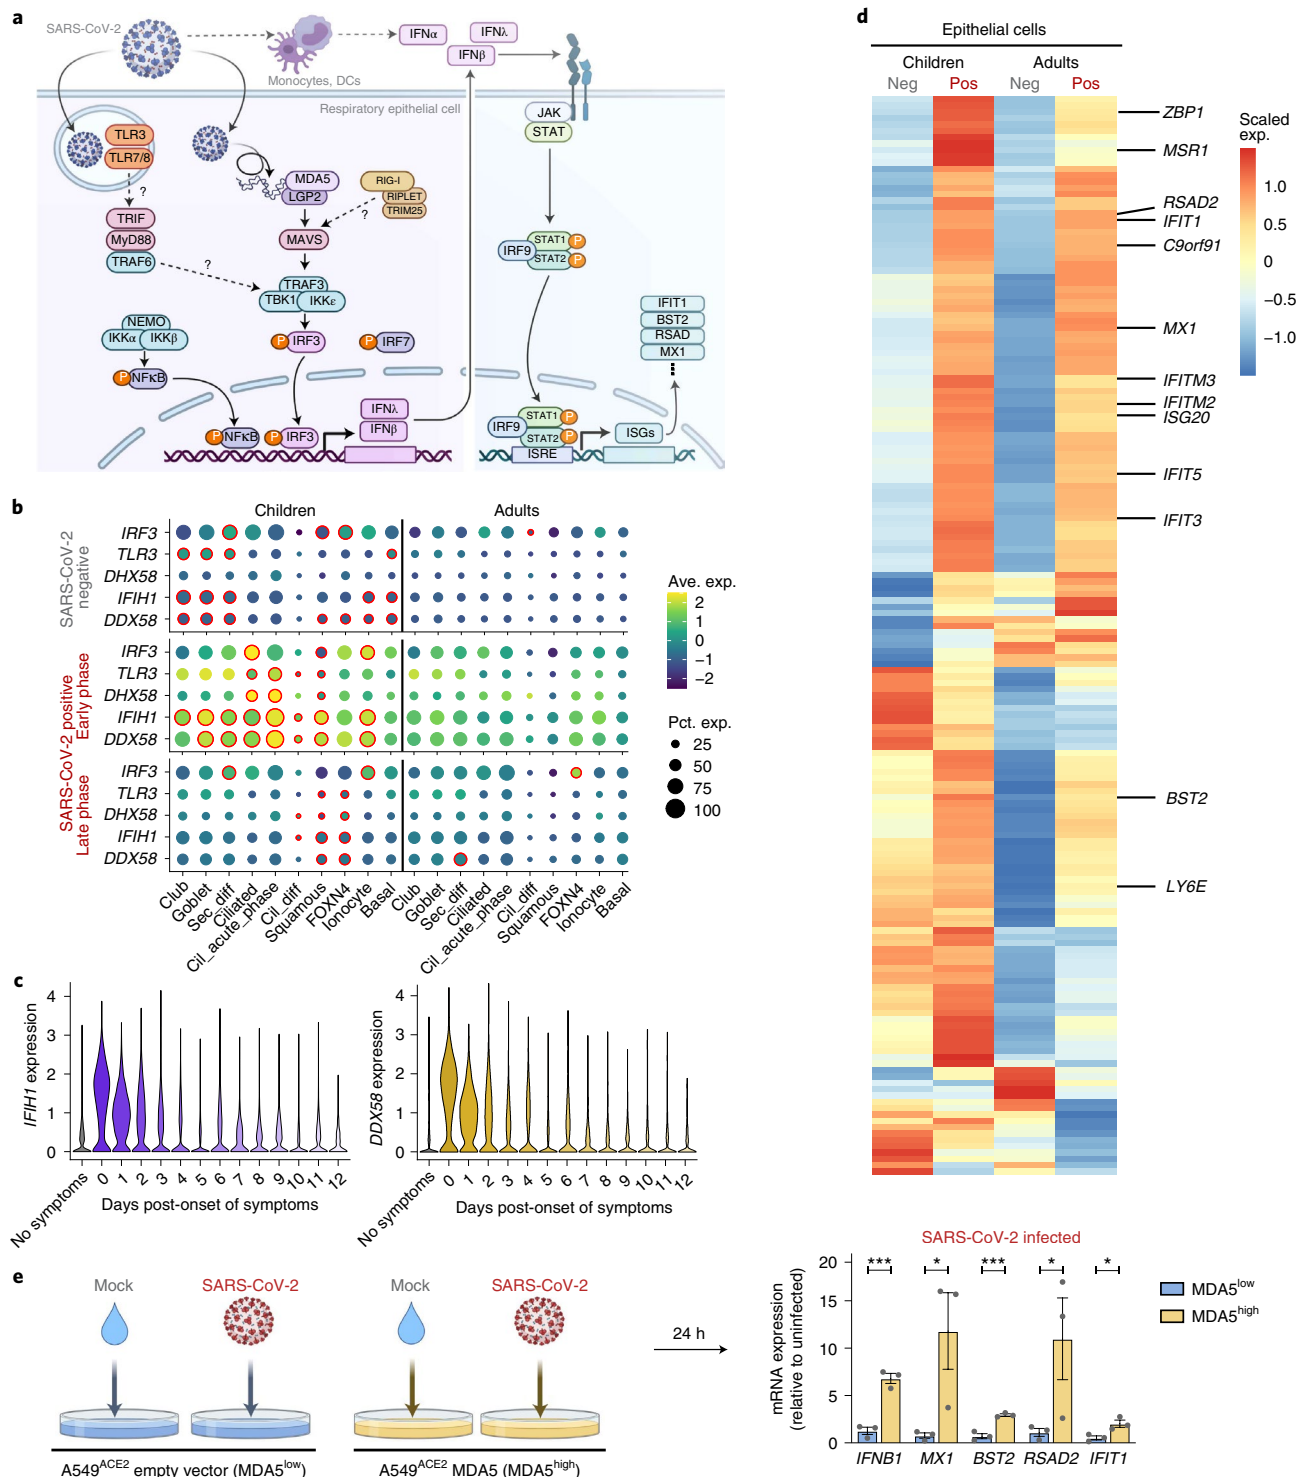 a
SARS-CoV-2
Monocytes, DCs
IFNα
IFNλ
IFNβ
Respiratory epithelial cell
TLR3
TLR7/8
?
TRIF
MyD88
TRAF6
?
MDA5
LGP2
RIG-I
RIPLET
TRIM25
?
MAVS
TRAF3
TBK1
IKKε
NEMO
IKKα
IKKβ
P
IRF3
P
IRF7
P
NFκB
P
NFκB
P
IRF3
IFNλ
IFNβ
JAK
STAT
IRF9
STAT1
P
STAT2
P
IRF9
STAT1
P
STAT2
P
ISRE
ISGs
IFIT1
BST2
RSAD
MX1
b
Children
Adults
SARS-CoV-2
negative
IRF3
TLR3
DHX58
IFIH1
DDX58
SARS-CoV-2 positive
Early phase
IRF3
TLR3
DHX58
IFIH1
DDX58
Late phase
IRF3
TLR3
DHX58
IFIH1
DDX58
Club
Goblet
Sec_diff
Ciliated
Cil_acute_phase
Cil_diff
Squamous
FOXN4
Ionocyte
Basal
Club
Goblet
Sec_diff
Ciliated
Cil_acute_phase
Cil_diff
Squamous
FOXN4
Ionocyte
Basal
Ave. exp.
2
1
0
−1
−2
Pct. exp.
25
50
75
100
c
IFIH1 expression
4
3
2
1
0
No symptoms
0 1 2 3 4 5 6 7 8 9 10 11 12
Days post-onset of symptoms
DDX58 expression
4
3
2
1
0
No symptoms
0 1 2 3 4 5 6 7 8 9 10 11 12
Days post-onset of symptoms
d
Epithelial cells
Children
Adults
Neg
Pos
Neg
Pos
ZBP1
MSR1
RSAD2
IFIT1
C9orf91
MX1
IFITM3
IFITM2
ISG20
IFIT5
IFIT3
BST2
LY6E
Scaled
exp.
1.0
0.5
0
−0.5
−1.0
e
Mock
SARS-CoV-2
Mock
SARS-CoV-2
A549ACE2 empty vector (MDA5low)
A549ACE2 MDA5 (MDA5high)
24 h
SARS-CoV-2 infected
mRNA expression
(relative to uninfected)
20
15
10
5
0
***
*
***
*
*
IFNB1
MX1
BST2
RSAD2
IFIT1
MDA5low
MDA5high